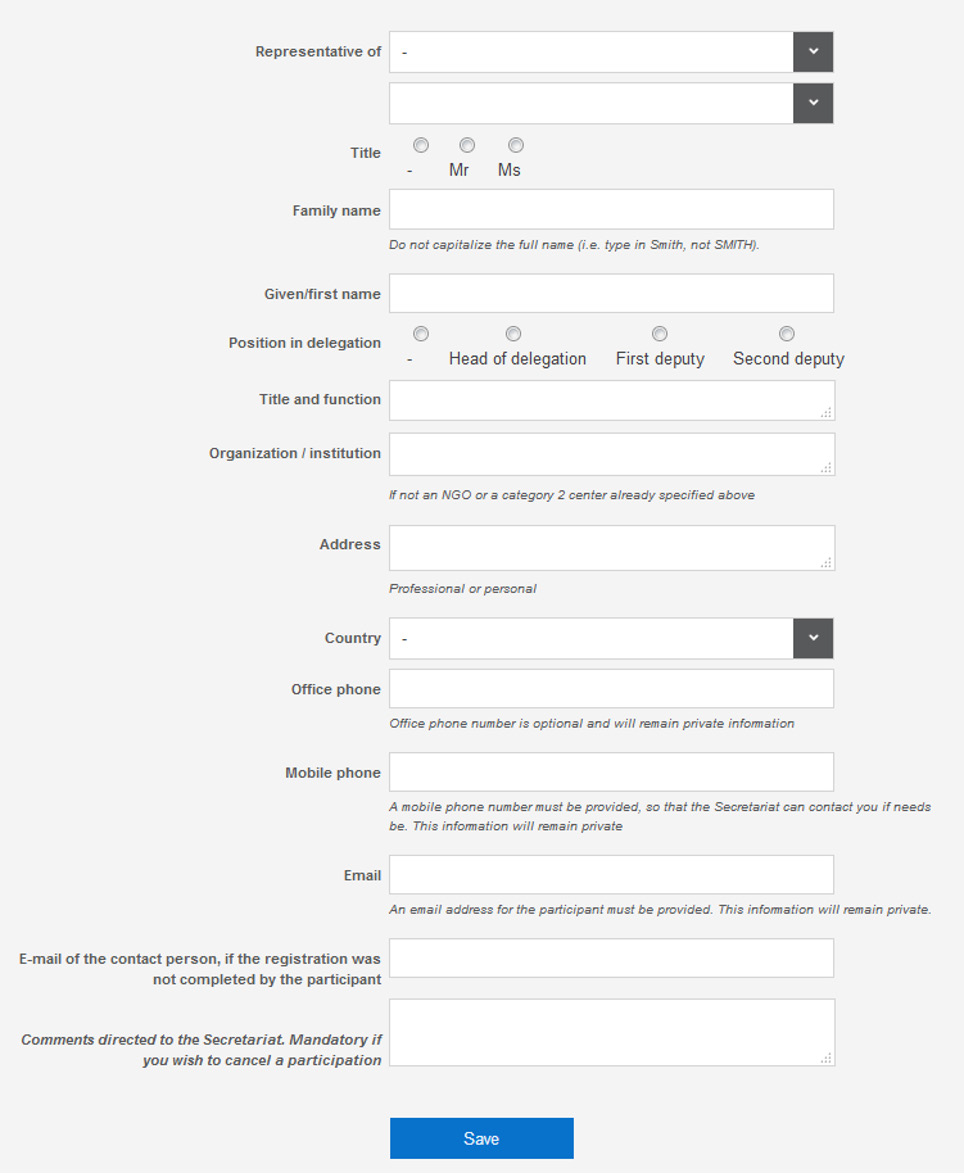 Representative of -
Title
- Mr Ms
Family name
Do not capitalize the full name (i.e. type in Smith, not SMITH).
Given/first name
Position in delegation
- Head of delegation First deputy Second deputy
Title and function
Organization / institution
If not an NGO or a category 2 center already specified above
Address
Professional or personal
Country -
Office phone
Office phone number is optional and will remain private information
Mobile phone
A mobile phone number must be provided, so that the Secretariat can contact you if needs
be. This information will remain private
Email
An email address for the participant must be provided. This information will remain private.
E-mail of the contact person, if the registration was
not completed by the participant
Comments directed to the Secretariat. Mandatory if
you wish to cancel a participation
Save